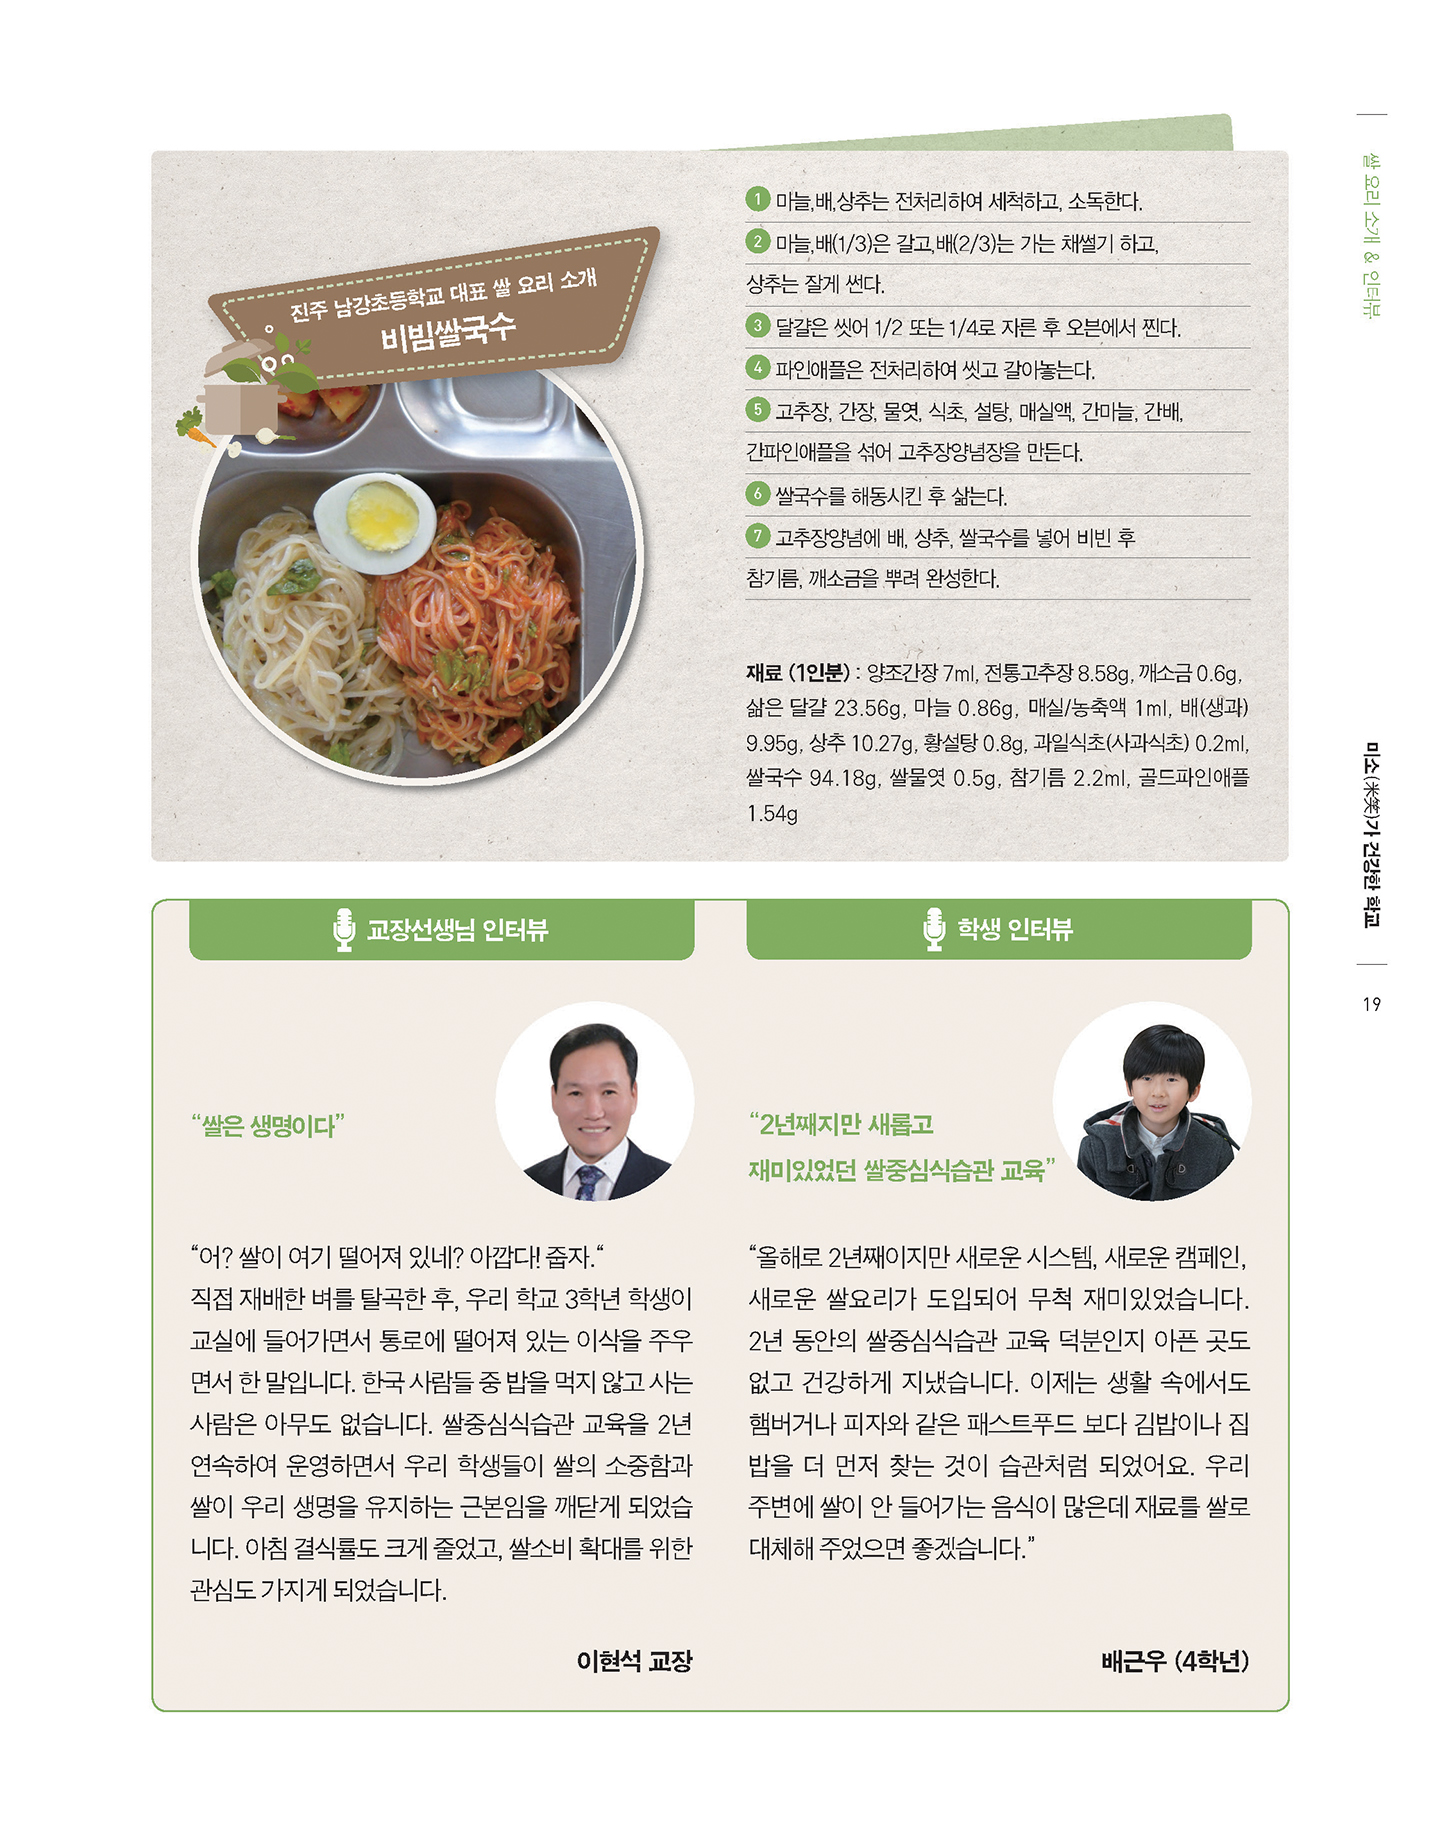 진주 남강초등학교 대표 쌀 요리 소개
비빔쌀국수
1 마늘,배,상추는 전처리하여 세척하고, 소독한다.
2 마늘,배(1/3)은 갈고,배(2/3)는 가는 채썰기 하고,
상추는 잘게 썬다.
3 달걀은 씻어 1/2 또는 1/4로 자른 후 오븐에서 찐다.
4 파인애플은 전처리하여 씻고 갈아놓는다.
5 고추장, 간장, 물엿, 식초, 설탕, 매실액, 간마늘, 간배,
간파인애플을 섞어 고추장양념장을 만든다.
6 쌀국수를 해동시킨 후 삶는다.
7 고추장양념에 배, 상추, 쌀국수를 넣어 비빈 후
참기름, 깨소금을 뿌려 완성한다.
재료 (1인분) : 양조간장 7ml, 전통고추장 8.58g, 깨소금 0.6g,
삶은 달걀 23.56g, 마늘 0.86g, 매실/농축액 1ml, 배(생과)
9.95g, 상추 10.27g, 황설탕 0.8g, 과일식초(사과식초) 0.2ml,
쌀국수 94.18g, 쌀물엿 0.5g, 참기름 2.2ml, 골드파인애플
1.54g
교장선생님 인터뷰
“쌀은 생명이다”
“어? 쌀이 여기 떨어져 있네? 아깝다! 줍자.“
직접 재배한 벼를 탈곡한 후, 우리 학교 3학년 학생이
교실에 들어가면서 통로에 떨어져 있는 이삭을 주우
면서 한 말입니다. 한국 사람들 중 밥을 먹지 않고 사는
사람은 아무도 없습니다. 쌀중심식습관 교육을 2년
연속하여 운영하면서 우리 학생들이 쌀의 소중함과
쌀이 우리 생명을 유지하는 근본임을 깨닫게 되었습
니다. 아침 결식률도 크게 줄었고, 쌀소비 확대를 위한
관심도 가지게 되었습니다.
이현석 교장
학생 인터뷰
“2년째지만 새롭고
재미있었던 쌀중심식습관 교육”
“올해로 2년째이지만 새로운 시스템, 새로운 캠페인,
새로운 쌀요리가 도입되어 무척 재미있었습니다.
2년 동안의 쌀중심식습관 교육 덕분인지 아픈 곳도
없고 건강하게 지냈습니다. 이제는 생활 속에서도
햄버거나 피자와 같은 패스트푸드 보다 김밥이나 집
밥을 더 먼저 찾는 것이 습관처럼 되었어요. 우리
주변에 쌀이 안 들어가는 음식이 많은데 재료를 쌀로
대체해 주었으면 좋겠습니다.”
배근우 (4학년)
쌀 요리 소개 & 인터뷰
미소(米笑)가 건강한 학교
19